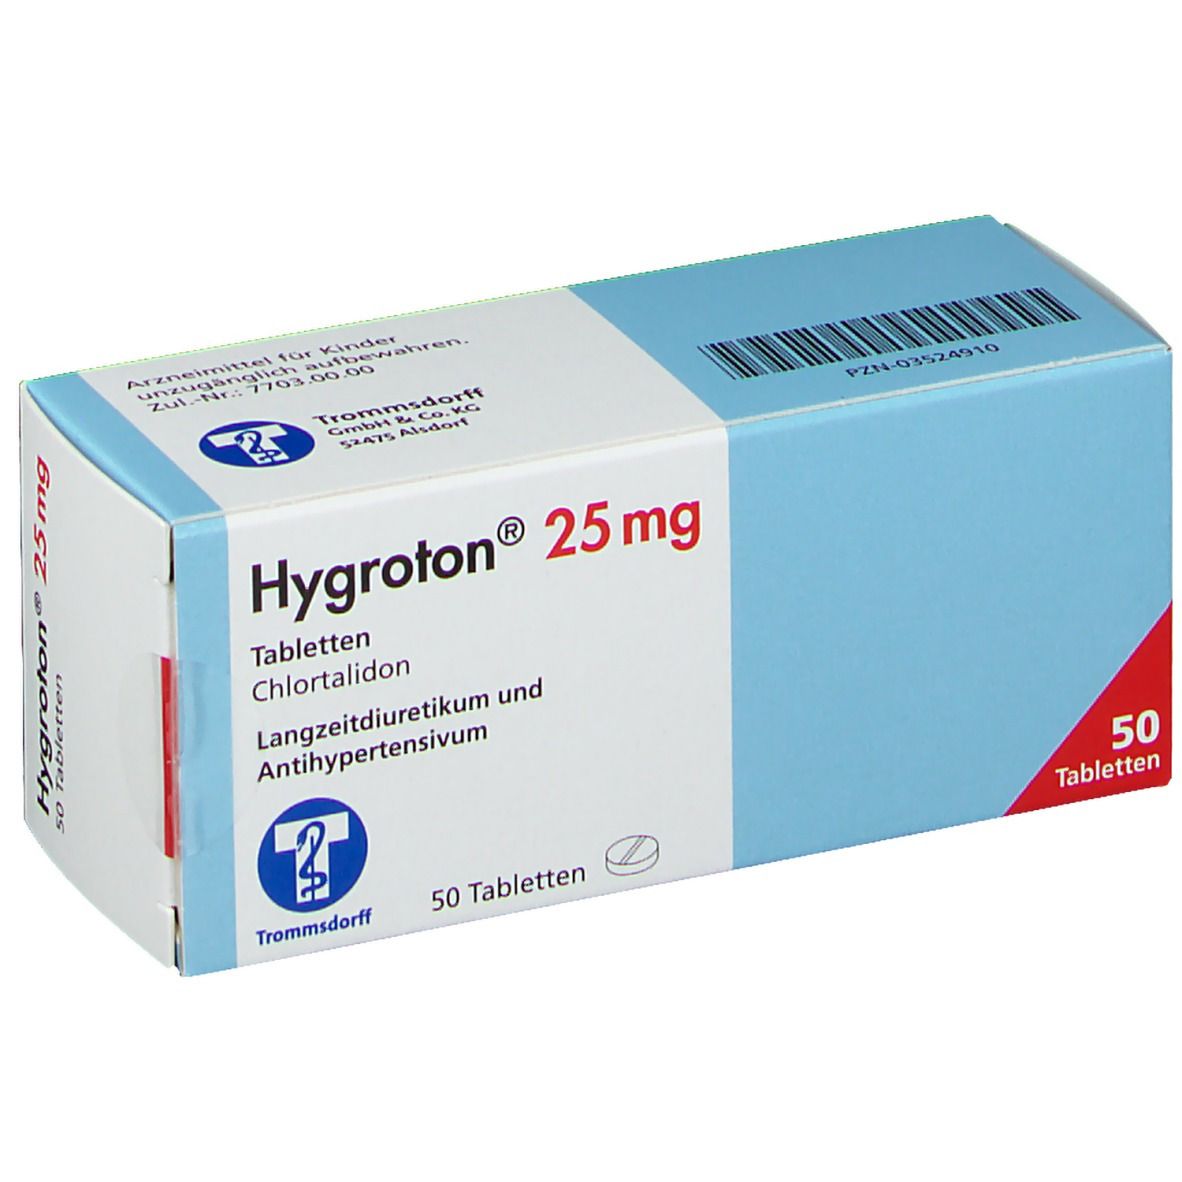 Arzneimittel für Kinder
unzugänglich aufbewahren.
Zul.-Nr.: 7703.00.00
Trommsdorff
GmbH & Co. KG
52475 Alsdorf
PZN-03524910
Hygroton® 25 mg
50 Tabletten
Hygroton® 25 mg
Tabletten
Chlortalidon
Langzeitdiuretikum und
Antihypertensivum
Trommsdorff
50 Tabletten
50
Tabletten